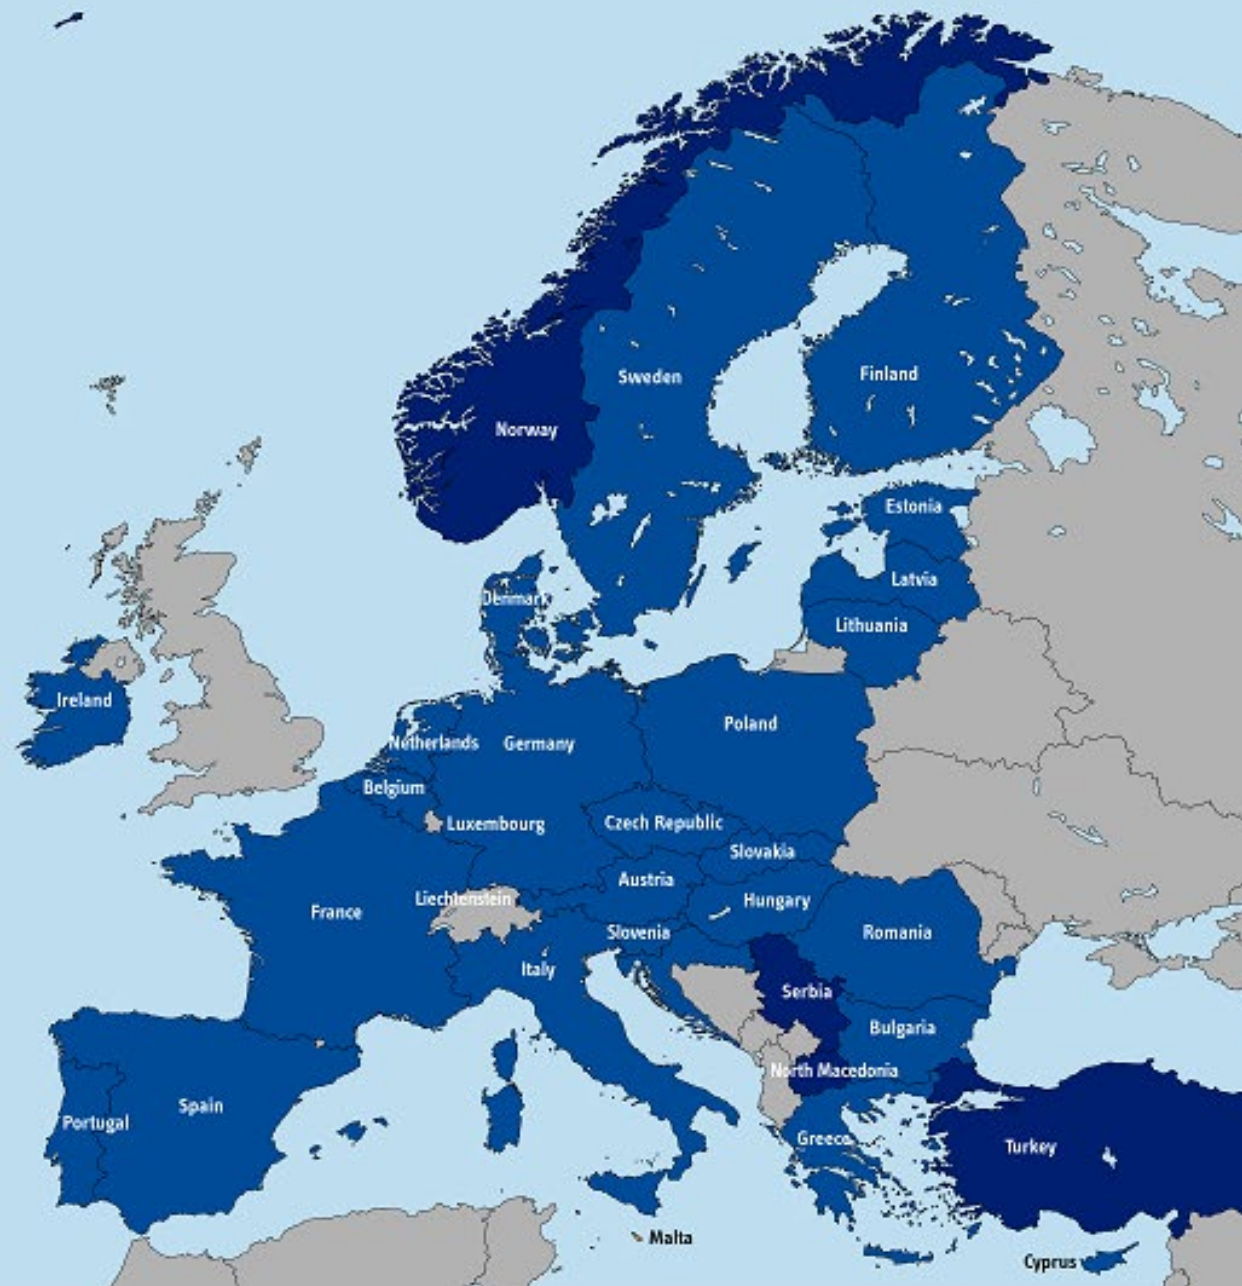 Sweden
Finland
Norway
Estonia
Latvia
Denmark
Lithuania
Ireland
Poland
Netherlands
Germany
Belgium
Czech Republic
Luxembourg
Slovakia
Austria
Liechtenstein
Hungary
France
Slovenia
Romania
Italy
Serbia
Bulgaria
North Macedonia
Spain
Portugal
Greece
Turkey
Malta
Cyprus